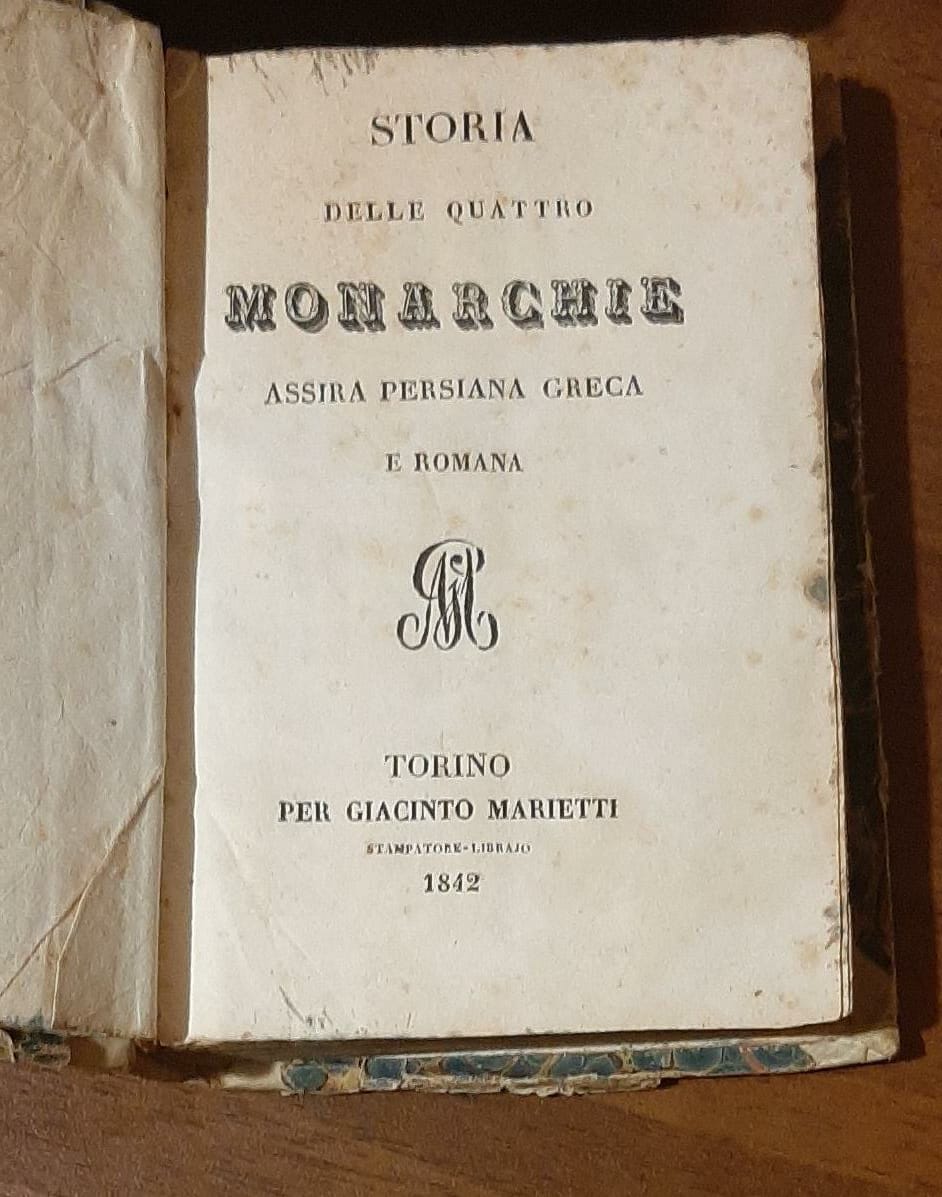 STORIA
DELLE QUATTRO
MONARCHIE
ASSIRA PERSIANA GRECA
E ROMANA
TORINO
PER GIACINTO MARIETTI
STAMPATORE-LIBRAJO
1842